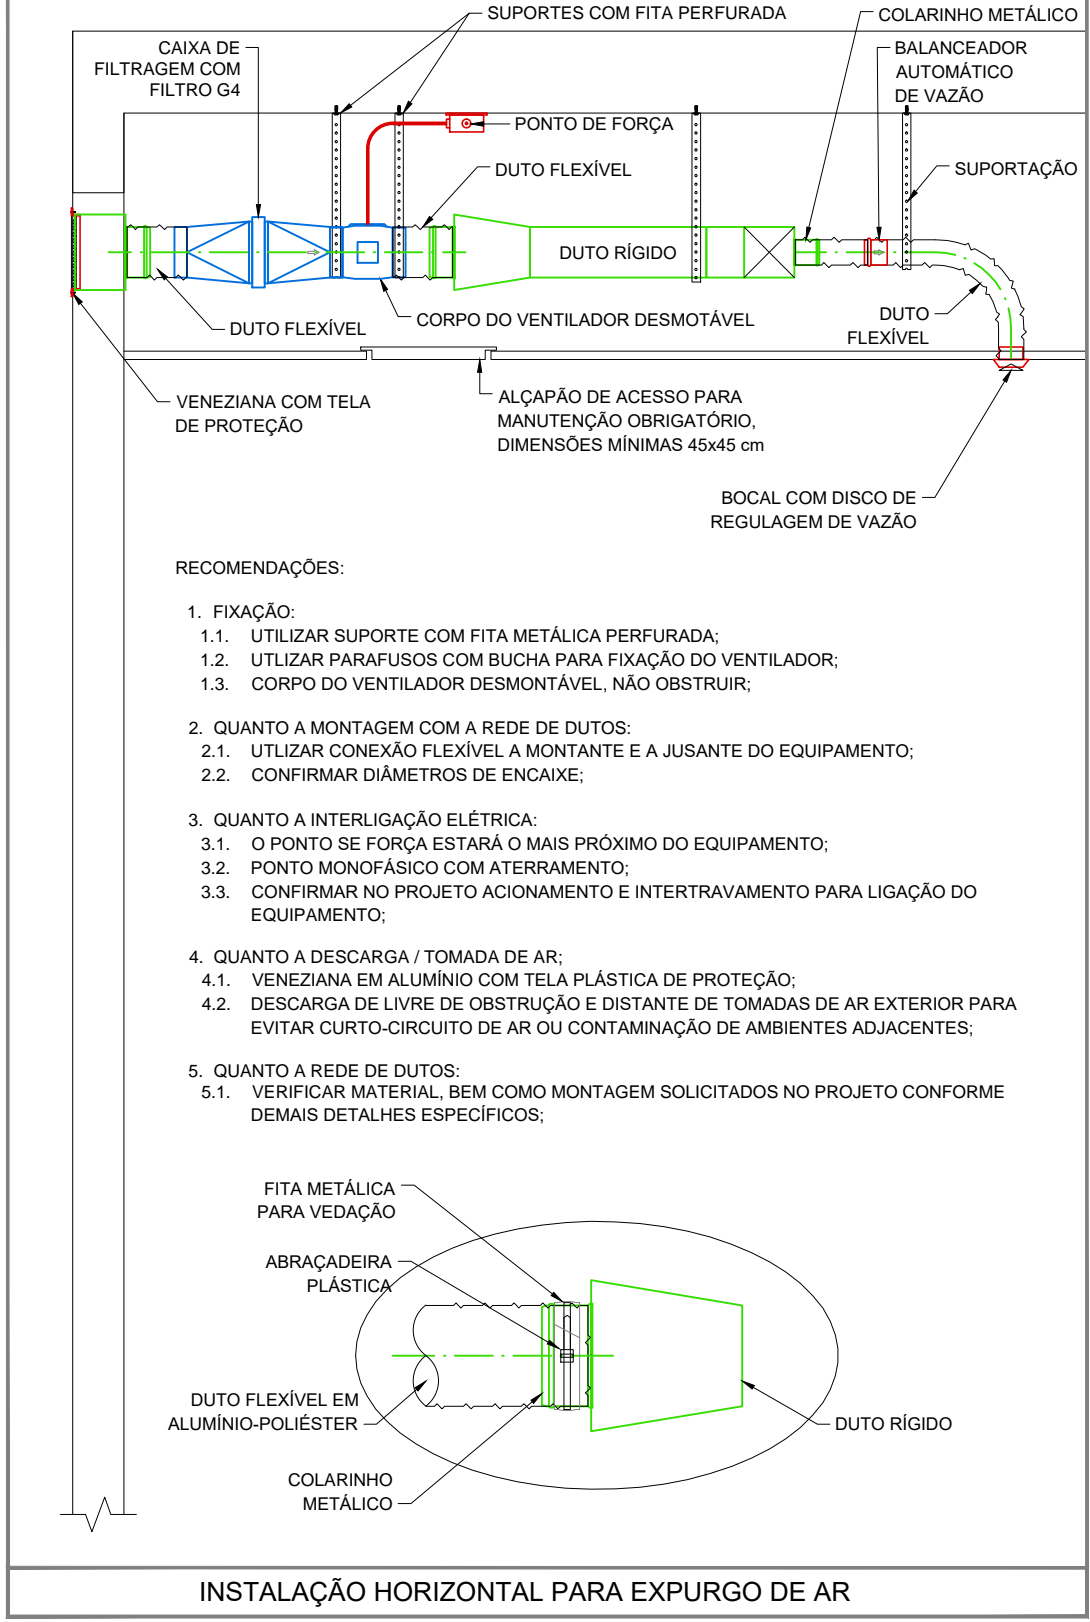 SUPORTES COM FITA PERFURADA
COLARINHO METÁLICO
CAIXA DE
FILTRAGEM COM
FILTRO G4
BALANCEADOR
AUTOMÁTICO
DE VAZÃO
PONTO DE FORÇA
DUTO FLEXÍVEL
SUPORTAÇÃO
DUTO RÍGIDO
DUTO FLEXÍVEL
CORPO DO VENTILADOR DESMOTÁVEL
DUTO
FLEXÍVEL
VENEZIANA COM TELA
DE PROTEÇÃO
ALÇAPÃO DE ACESSO PARA
MANUTENÇÃO OBRIGATÓRIO,
DIMENSÕES MÍNIMAS 45x45 cm
BOCAL COM DISCO DE
REGULAGEM DE VAZÃO
RECOMENDAÇÕES:
1. FIXAÇÃO:
1.1. UTILIZAR SUPORTE COM FITA METÁLICA PERFURADA;
1.2. UTLIZAR PARAFUSOS COM BUCHA PARA FIXAÇÃO DO VENTILADOR;
1.3. CORPO DO VENTILADOR DESMONTÁVEL, NÃO OBSTRUIR;
2. QUANTO A MONTAGEM COM A REDE DE DUTOS:
2.1. UTLIZAR CONEXÃO FLEXÍVEL A MONTANTE E A JUSANTE DO EQUIPAMENTO;
2.2. CONFIRMAR DIÂMETROS DE ENCAIXE;
3. QUANTO A INTERLIGAÇÃO ELÉTRICA:
3.1. O PONTO SE FORÇA ESTARÁ O MAIS PRÓXIMO DO EQUIPAMENTO;
3.2. PONTO MONOFÁSICO COM ATERRAMENTO;
3.3. CONFIRMAR NO PROJETO ACIONAMENTO E INTERTRAVAMENTO PARA LIGAÇÃO DO
EQUIPAMENTO;
4. QUANTO A DESCARGA / TOMADA DE AR;
4.1. VENEZIANA EM ALUMÍNIO COM TELA PLÁSTICA DE PROTEÇÃO;
4.2. DESCARGA DE LIVRE DE OBSTRUÇÃO E DISTANTE DE TOMADAS DE AR EXTERIOR PARA
EVITAR CURTO-CIRCUITO DE AR OU CONTAMINAÇÃO DE AMBIENTES ADJACENTES;
5. QUANTO A REDE DE DUTOS:
5.1. VERIFICAR MATERIAL, BEM COMO MONTAGEM SOLICITADOS NO PROJETO CONFORME
DEMAIS DETALHES ESPECÍFICOS;
FITA METÁLICA
PARA VEDAÇÃO
ABRAÇADEIRA
PLÁSTICA
DUTO FLEXÍVEL EM
ALUMÍNIO-POLIÉSTER
DUTO RÍGIDO
COLARINHO
METÁLICO
INSTALAÇÃO HORIZONTAL PARA EXPURGO DE AR